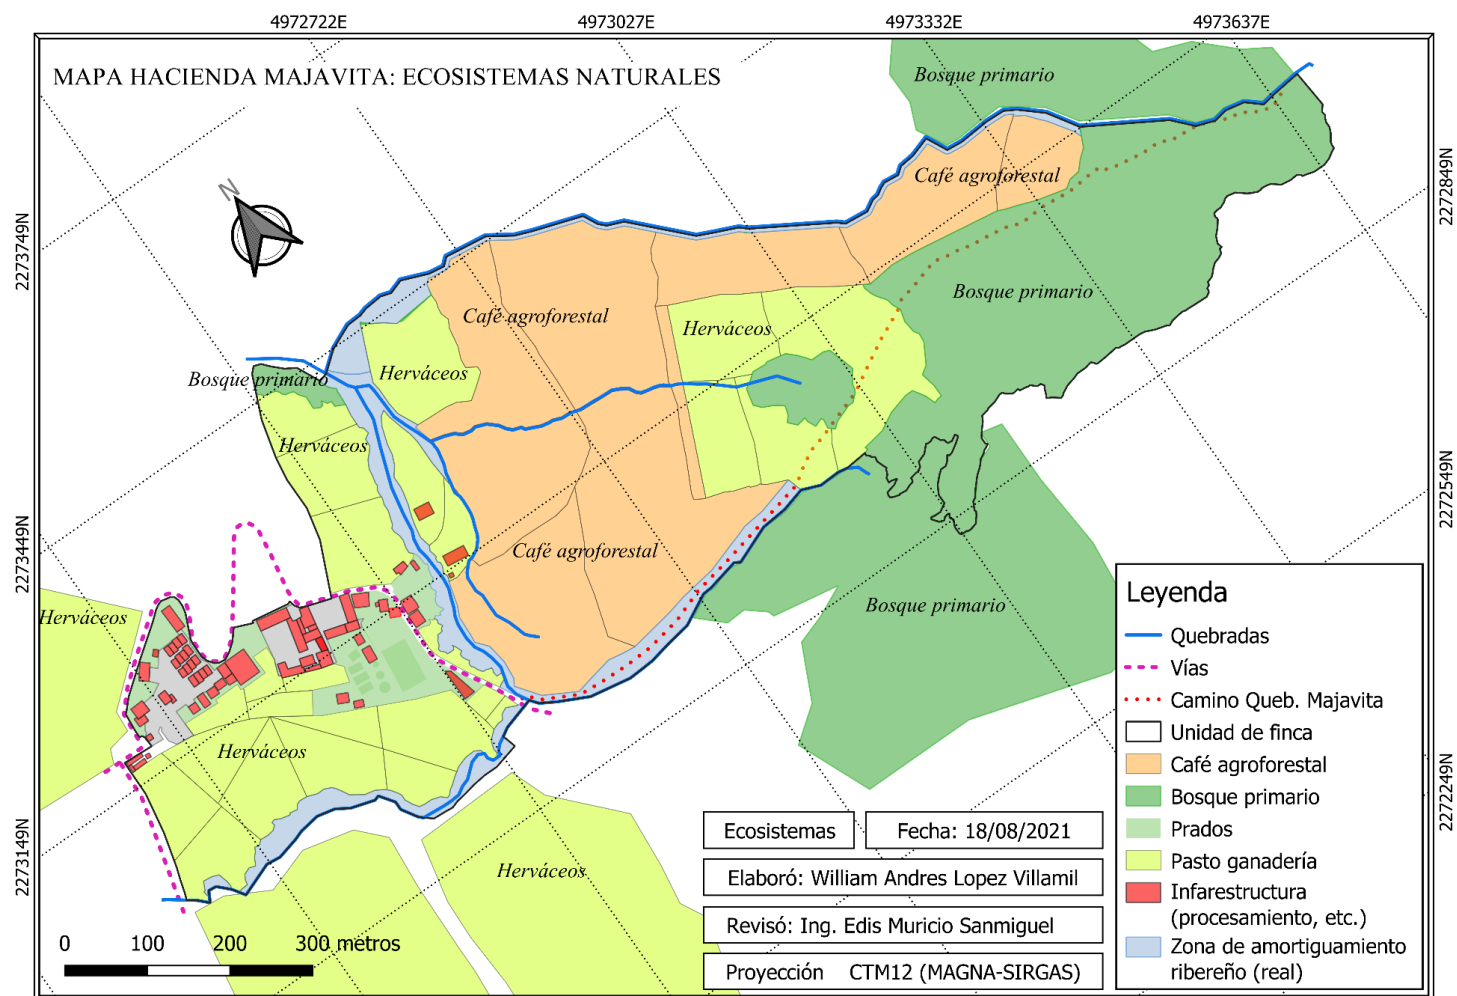 4972722E
4973027E
4973332E
4973637E
MAPA HACIENDA MAJAVITA: ECOSISTEMAS NATURALES
Bosque primario
2272849N
Café agroforestal
N
2273749N
Bosque primario
Café agroforestal
Herváceos
Bosque primario
Herváceos
Herváceos
2272549N
2273449N
Café agroforestal
Herváceos
Bosque primario
Herváceos
Herváceos
2273149N
2272249N
Leyenda
Quebradas
Vías
Camino Queb. Majavita
Unidad de finca
Café agroforestal
Bosque primario
Prados
Pasto ganadería
Infarestructura
(procesamiento, etc.)
Zona de amortiguamiento
ribereño (real)
Ecosistemas
Fecha: 18/08/2021
Elaboró: William Andres Lopez Villamil
Revisó: Ing. Edis Muricio Sanmiguel
Proyección CTM12 (MAGNA-SIRGAS)
0 100 200 300 metros